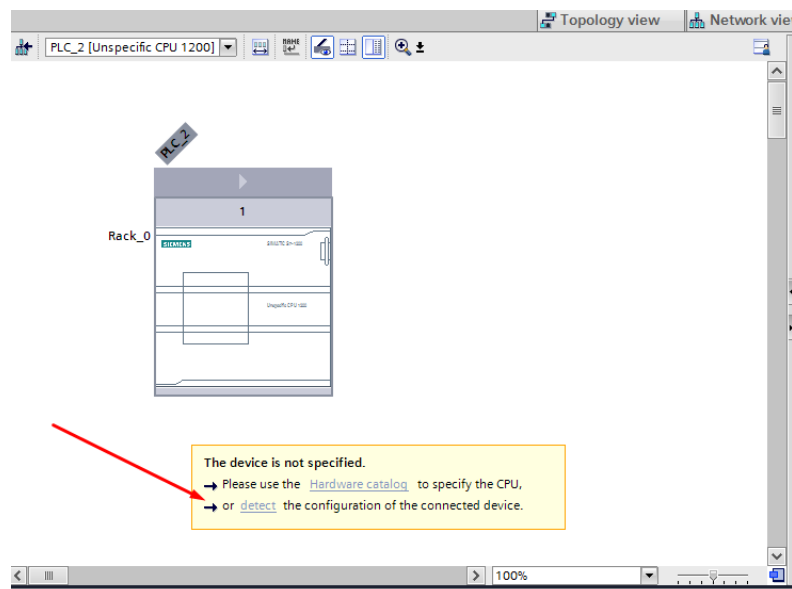 Topology view
Network vie
PLC_2 [Unspecific CPU 1200]
NAME
PLC_2
1
Rack_0
SIEMENS
Unspecific CPU 1200
The device is not specified.
Please use the Hardware catalog to specify the CPU,
or detect the configuration of the connected device.
100%